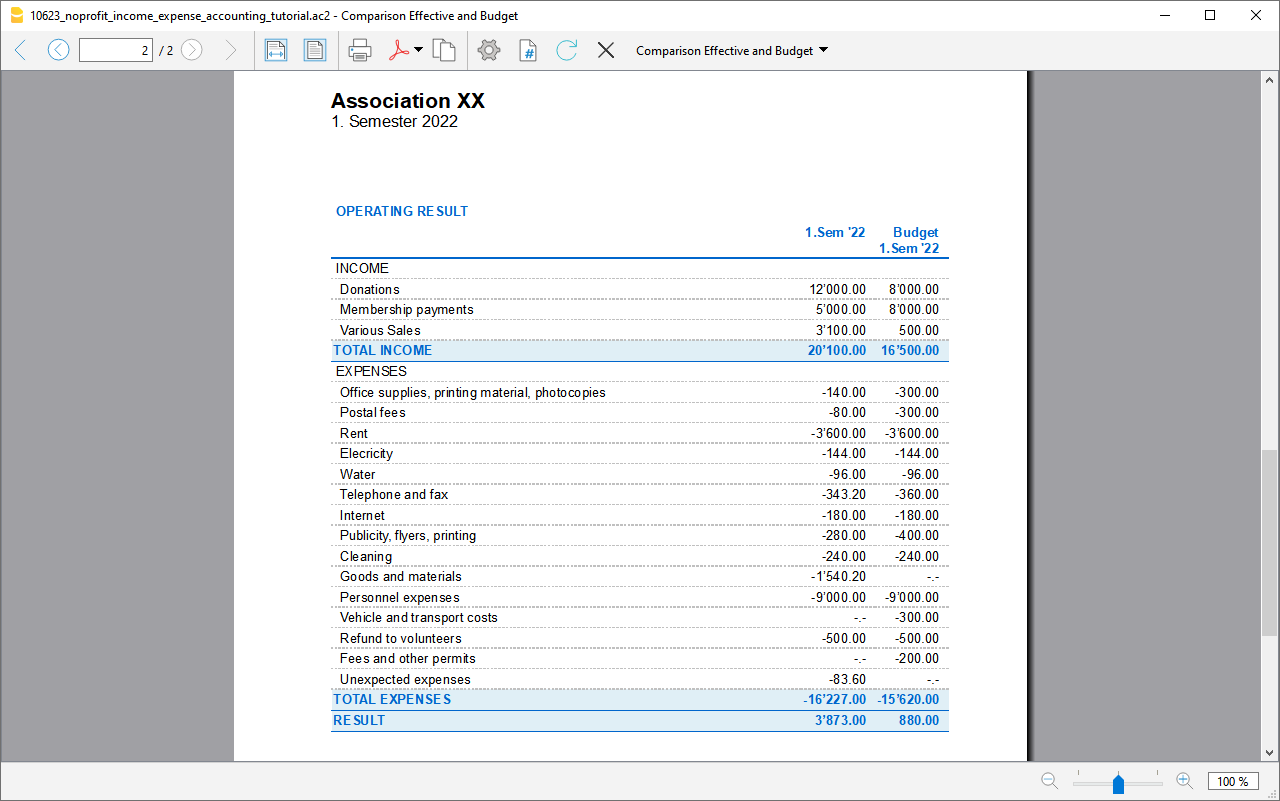 10623_noprofit_income_expense_accounting_tutorial.ac2 - Comparison Effective and Budget
2 / 2 Comparison Effective and Budget
Association XX
1. Semester 2022
OPERATING RESULT
1.Sem '22 Budget
1.Sem '22
INCOME
Donations 12'000.00 8'000.00
Membership payments 5'000.00 8'000.00
Various Sales 3'100.00 500.00
TOTAL INCOME 20'100.00 16'500.00
EXPENSES
Office supplies, printing material, photocopies -140.00 -300.00
Postal fees -80.00 -300.00
Rent -3'600.00 -3'600.00
Elecricity -144.00 -144.00
Water -96.00 -96.00
Telephone and fax -343.20 -360.00
Internet -180.00 -180.00
Publicity, flyers, printing -280.00 -400.00
Cleaning -240.00 -240.00
Goods and materials -1'540.20 -.-
Personnel expenses -9'000.00 -9'000.00
Vehicle and transport costs -.- -300.00
Refund to volunteers -500.00 -500.00
Fees and other permits -.- -200.00
Unexpected expenses -83.60 -.-
TOTAL EXPENSES -16'227.00 -15'620.00
RESULT 3'873.00 880.00
100 %